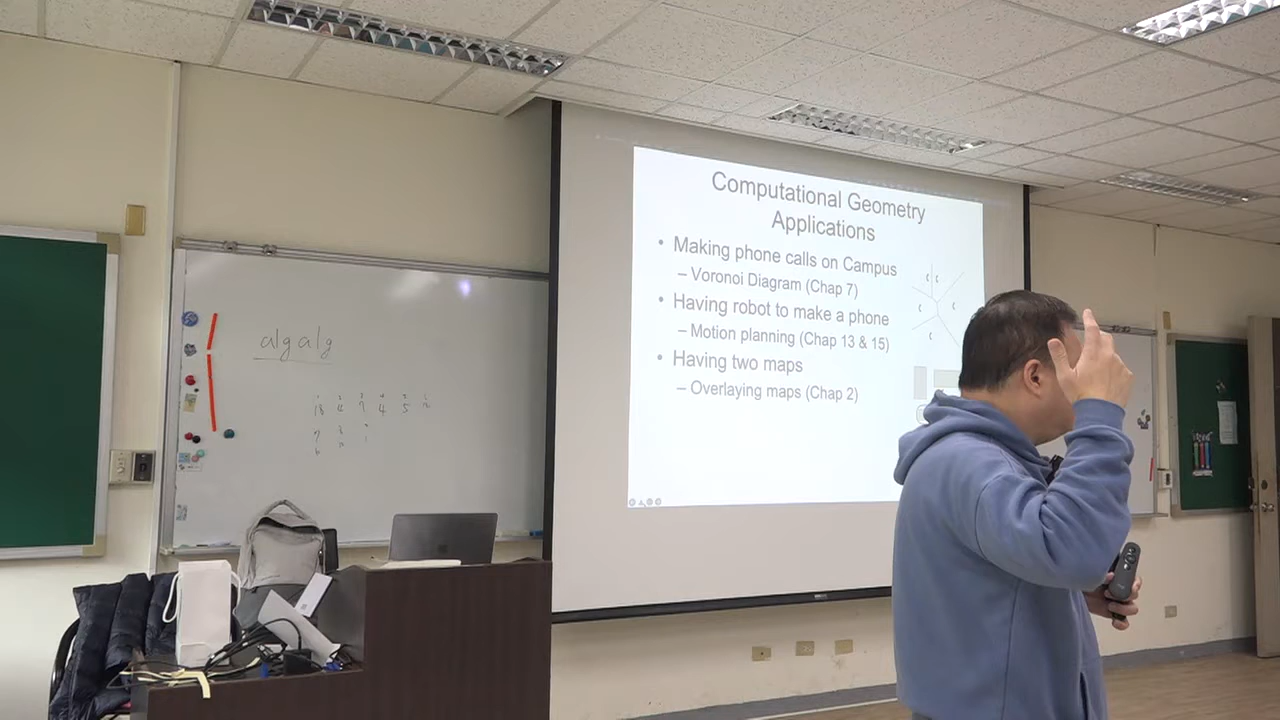 algalg
Computational Geometry
Applications
• Making phone calls on Campus
– Voronoi Diagram (Chap 7)
• Having robot to make a phone
– Motion planning (Chap 13 & 15)
• Having two maps
– Overlaying maps (Chap 2)